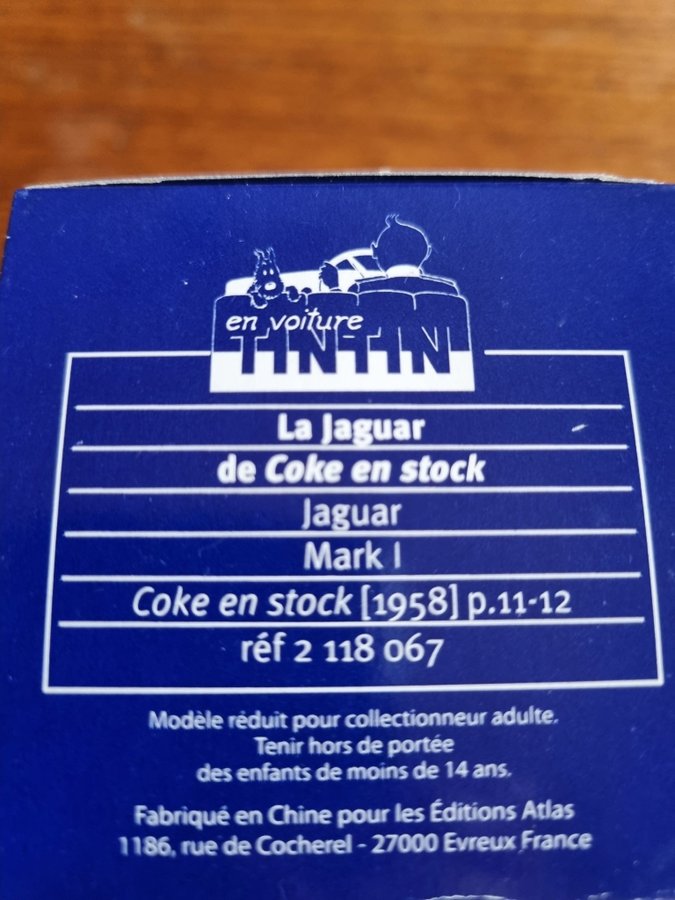 en voiture
TINTIN
La Jaguar
de Coke en stock
Jaguar
Mark I
Coke en stock [1958] p.11-12
réf 2 118 067
Modèle réduit pour collectionneur adulte.
Tenir hors de portée
des enfants de moins de 14 ans.
Fabriqué en Chine pour les Éditions Atlas
1186, rue de Cocherel - 27000 Evreux France